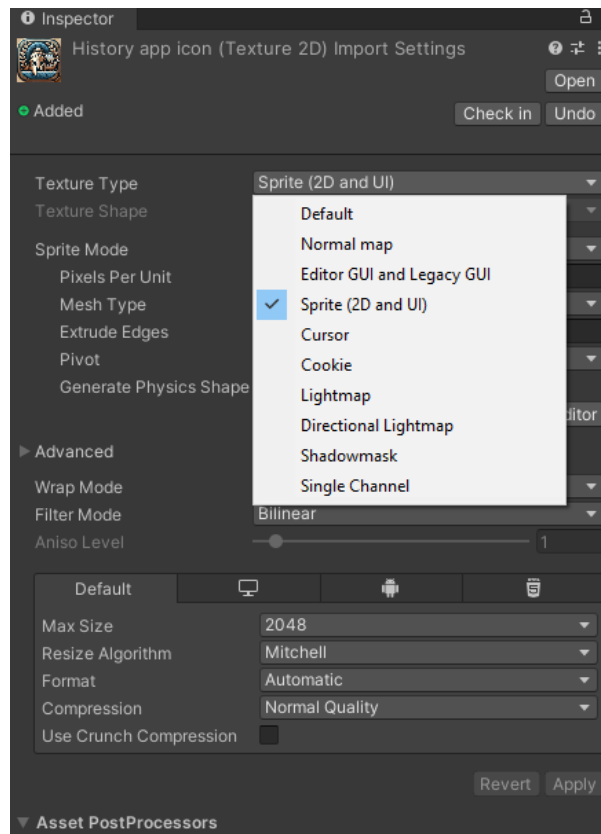 Inspector
History app icon (Texture 2D) Import Settings
Open
Added
Check in Undo
Texture Type Sprite (2D and UI)
Texture Shape
Default
Normal map
Sprite Mode
Editor GUI and Legacy GUI
Pixels Per Unit
Sprite (2D and UI)
Mesh Type
Cursor
Extrude Edges
Cookie
Pivot
Lightmap
Generate Physics Shape
Directional Lightmap
ditor
Shadowmask
Advanced
Single Channel
Wrap Mode
Filter Mode Bilinear
Aniso Level 1
Default
Max Size 2048
Resize Algorithm Mitchell
Format Automatic
Compression Normal Quality
Use Crunch Compression
Revert Apply
Asset PostProcessors